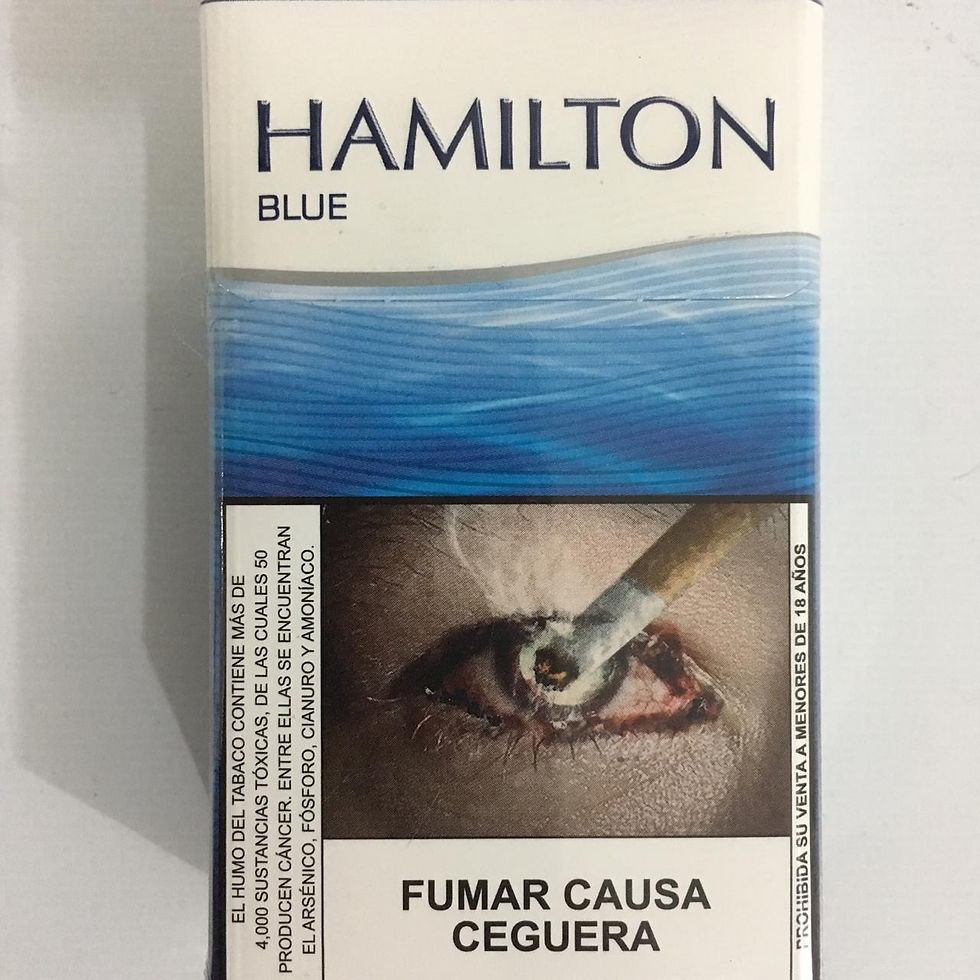 HAMILTON
BLUE
EL HUMO DEL TABACO CONTIENE MÁS DE
4,000 SUSTANCIAS TÓXICAS, DE LAS CUALES 50
PRODUCEN CÁNCER. ENTRE ELLAS SE ENCUENTRAN
EL ARSÉNICO, FÓSFORO, CIANURO Y AMONÍACO.
PROHIBIDA SU VENTA A MENORES DE 18 AÑOS
FUMAR CAUSA
CEGUERA